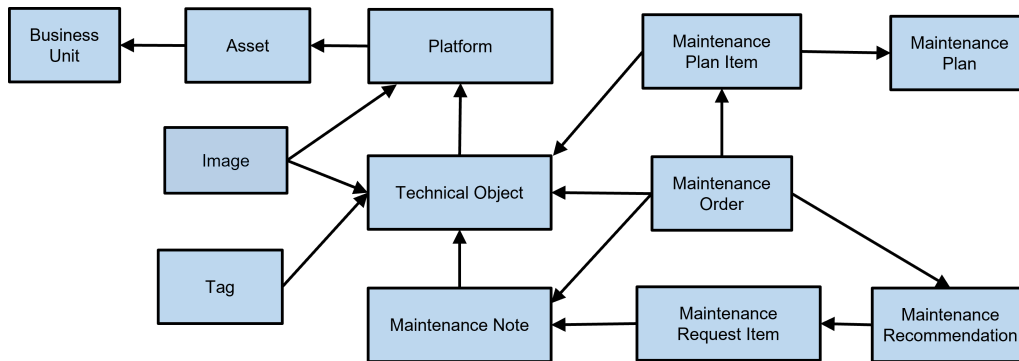 Business
Unit
Asset
Platform
Maintenance
Plan Item
Maintenance
Plan
Image
Technical Object
Maintenance
Order
Tag
Maintenance Note
Maintenance
Request Item
Maintenance
Recommendation